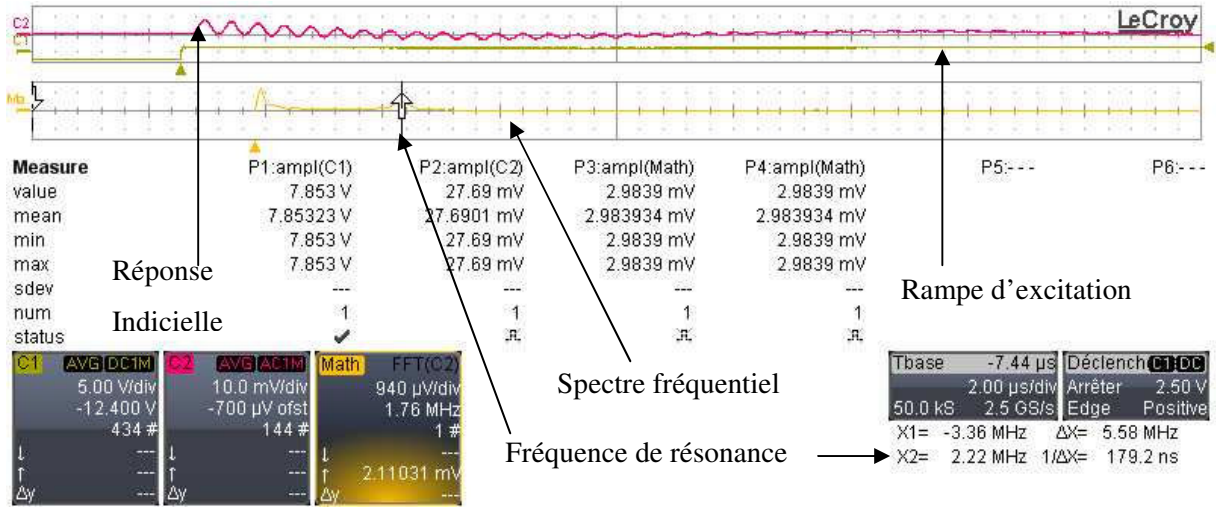 C2
C1
LeCroy
Measure P1:ampl(C1) P2:ampl(C2) P3:ampl(Math) P4:ampl(Math) P5:--- P6:---
value 7.853 V 27.69 mV 2.9839 mV 2.9839 mV
mean 7.85323 V 27.6901 mV 2.983934 mV 2.983934 mV
min 7.853 V 27.69 mV 2.9839 mV 2.9839 mV
max 7.853 V 27.69 mV 2.9839 mV 2.9839 mV
sdev --- --- --- ---
num 1 1 1 1
status
Réponse
Indicielle
Rampe d'excitation
Spectre fréquentiel
Fréquence de résonance
C1 AVG DC1M
5.00 V/div
-12.400 V
434 #
↓ ---
↑ ---
Δy ---
C2 AVG AC1M
10.0 mV/div
-700 µV ofst
144 #
↓ ---
↑ ---
Δy ---
Math FFT(C2)
940 µV/div
1.76 MHz
1 #
↓ ---
↑ 2.11031 mV
Δy ---
Tbase -7.44 µs
2.00 µs/div
50.0 kS 2.5 GS/s
Déclench C1 DC
Arrêter 2.50 V
Edge Positive
X1= -3.36 MHz ΔX= 5.58 MHz
X2= 2.22 MHz 1/ΔX= 179.2 ns